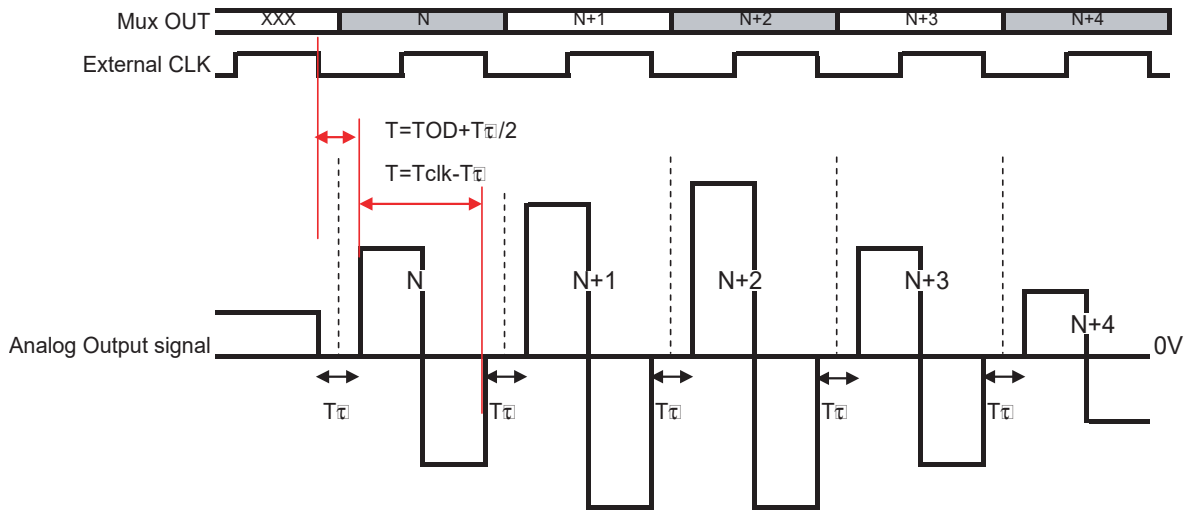 Mux OUT XXX N N+1 N+2 N+3 N+4
External CLK
T=TOD+Tτ/2
T=Tclk-Tτ
N N+1 N+2 N+3 N+4
Analog Output signal 0V
Tτ Tτ Tτ Tτ Tτ